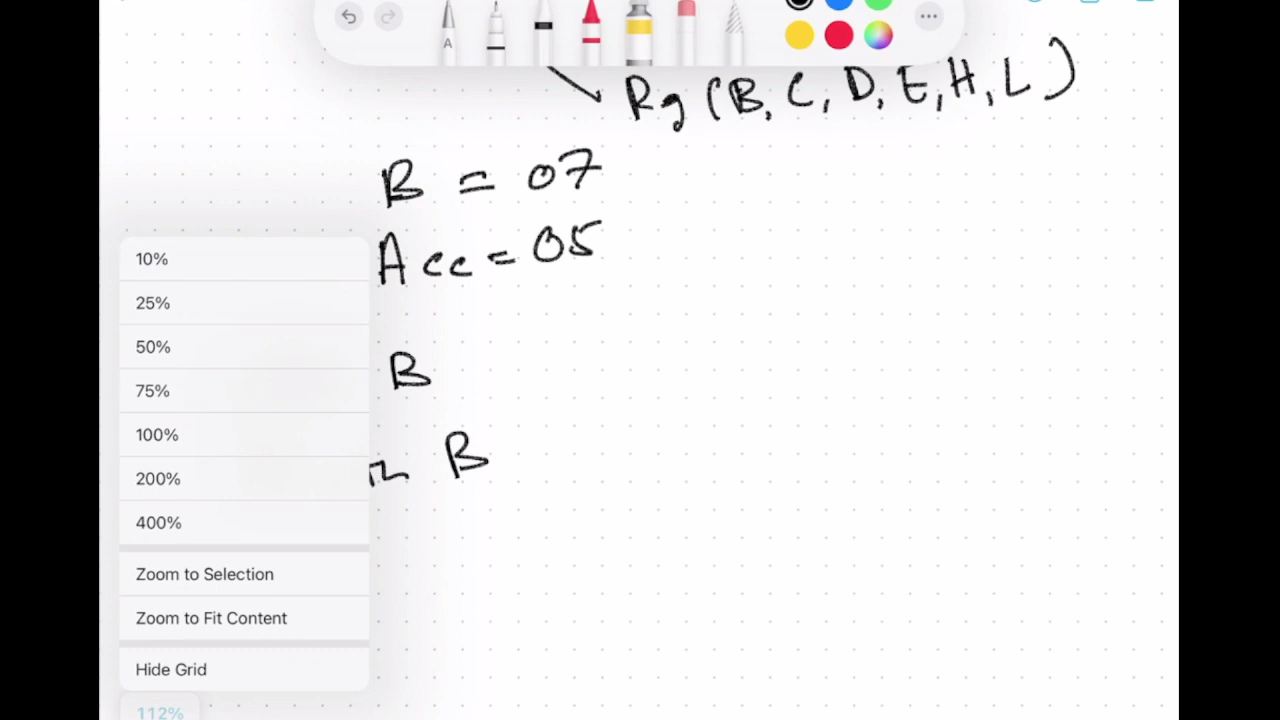 A
Rg (B, C, D, E, H, L)
B = 07
Acc = 05
B
B
10%
25%
50%
75%
100%
200%
400%
Zoom to Selection
Zoom to Fit Content
Hide Grid
112%